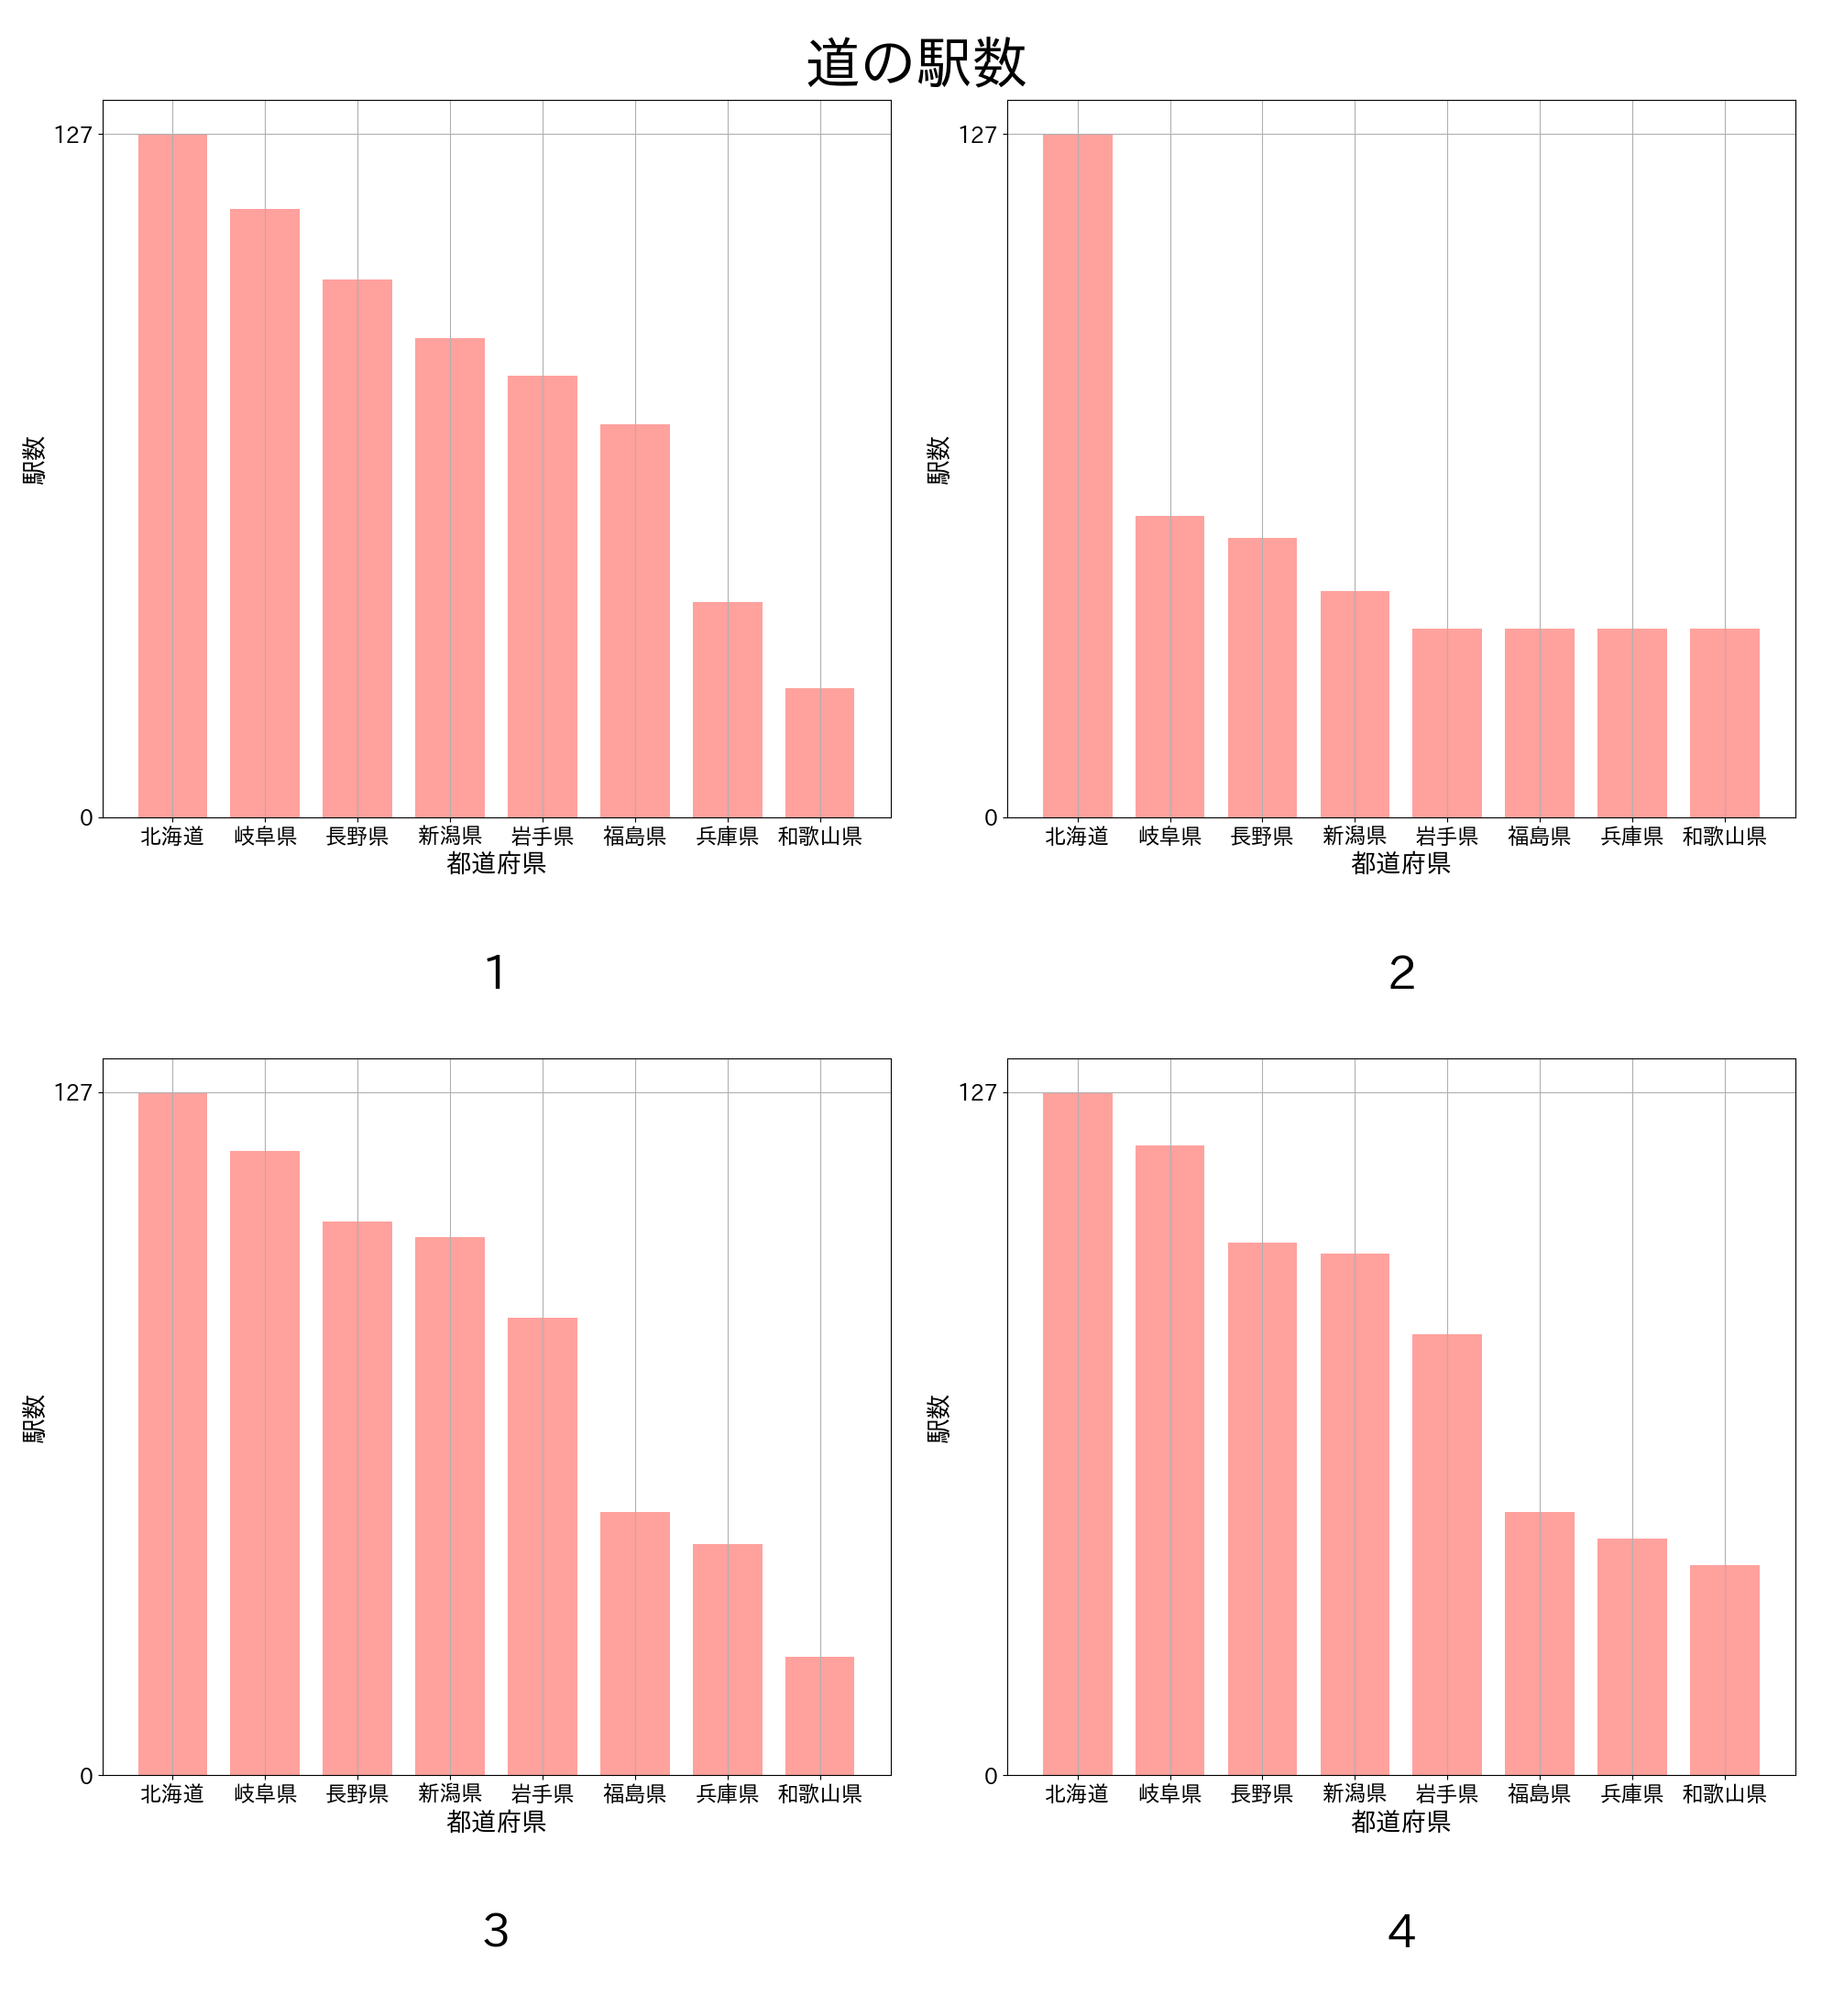 道の駅数
127
0
駅数
北海道 岐阜県 長野県 新潟県 岩手県 福島県 兵庫県 和歌山県
都道府県
1
127
0
駅数
北海道 岐阜県 長野県 新潟県 岩手県 福島県 兵庫県 和歌山県
都道府県
2
127
0
駅数
北海道 岐阜県 長野県 新潟県 岩手県 福島県 兵庫県 和歌山県
都道府県
3
127
0
駅数
北海道 岐阜県 長野県 新潟県 岩手県 福島県 兵庫県 和歌山県
都道府県
4